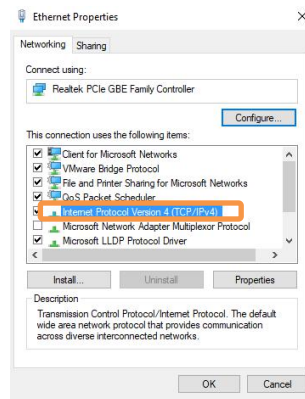 Ethernet Properties
Networking Sharing
Connect using:
Realtek PCIe GBE Family Controller
Configure...
This connection uses the following items:
Client for Microsoft Networks
VMware Bridge Protocol
File and Printer Sharing for Microsoft Networks
QoS Packet Scheduler
Internet Protocol Version 4 (TCP/IPv4)
Microsoft Network Adapter Multiplexor Protocol
Microsoft LLDP Protocol Driver
Install... Uninstall Properties
Description
Transmission Control Protocol/Internet Protocol. The default
wide area network protocol that provides communication
across diverse interconnected networks.
OK Cancel